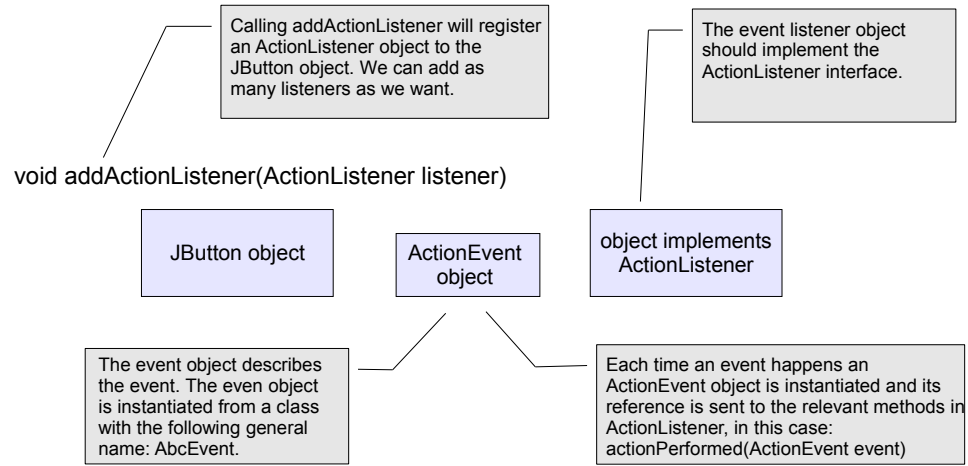 Calling addActionListener will register
an ActionListener object to the
JButton object. We can add as
many listeners as we want.
The event listener object
should implement the
ActionListener interface.
void addActionListener(ActionListener listener)
JButton object
ActionEvent
object
object implements
ActionListener
The event object describes
the event. The even object
is instantiated from a class
with the following general
name: AbcEvent.
Each time an event happens an
ActionEvent object is instantiated and its
reference is sent to the relevant methods in
ActionListener, in this case:
actionPerformed(ActionEvent event)